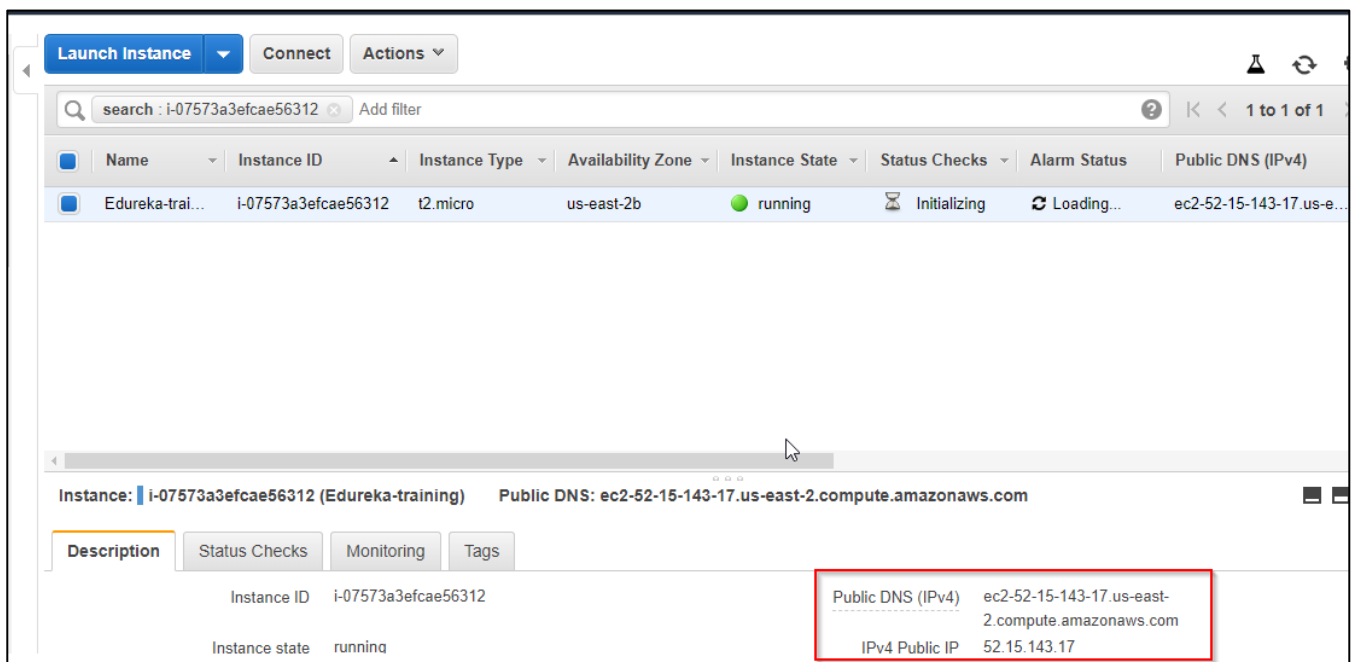 Launch Instance Connect Actions
search : i-07573a3efcae56312 Add filter 1 to 1 of 1
Name Instance ID Instance Type Availability Zone Instance State Status Checks Alarm Status Public DNS (IPv4)
Edureka-trai... i-07573a3efcae56312 t2.micro us-east-2b running Initializing Loading... ec2-52-15-143-17.us-e...
Instance: i-07573a3efcae56312 (Edureka-training) Public DNS: ec2-52-15-143-17.us-east-2.compute.amazonaws.com
Description Status Checks Monitoring Tags
Instance ID i-07573a3efcae56312 Public DNS (IPv4) ec2-52-15-143-17.us-east-
2.compute.amazonaws.com
Instance state running IPv4 Public IP 52.15.143.17